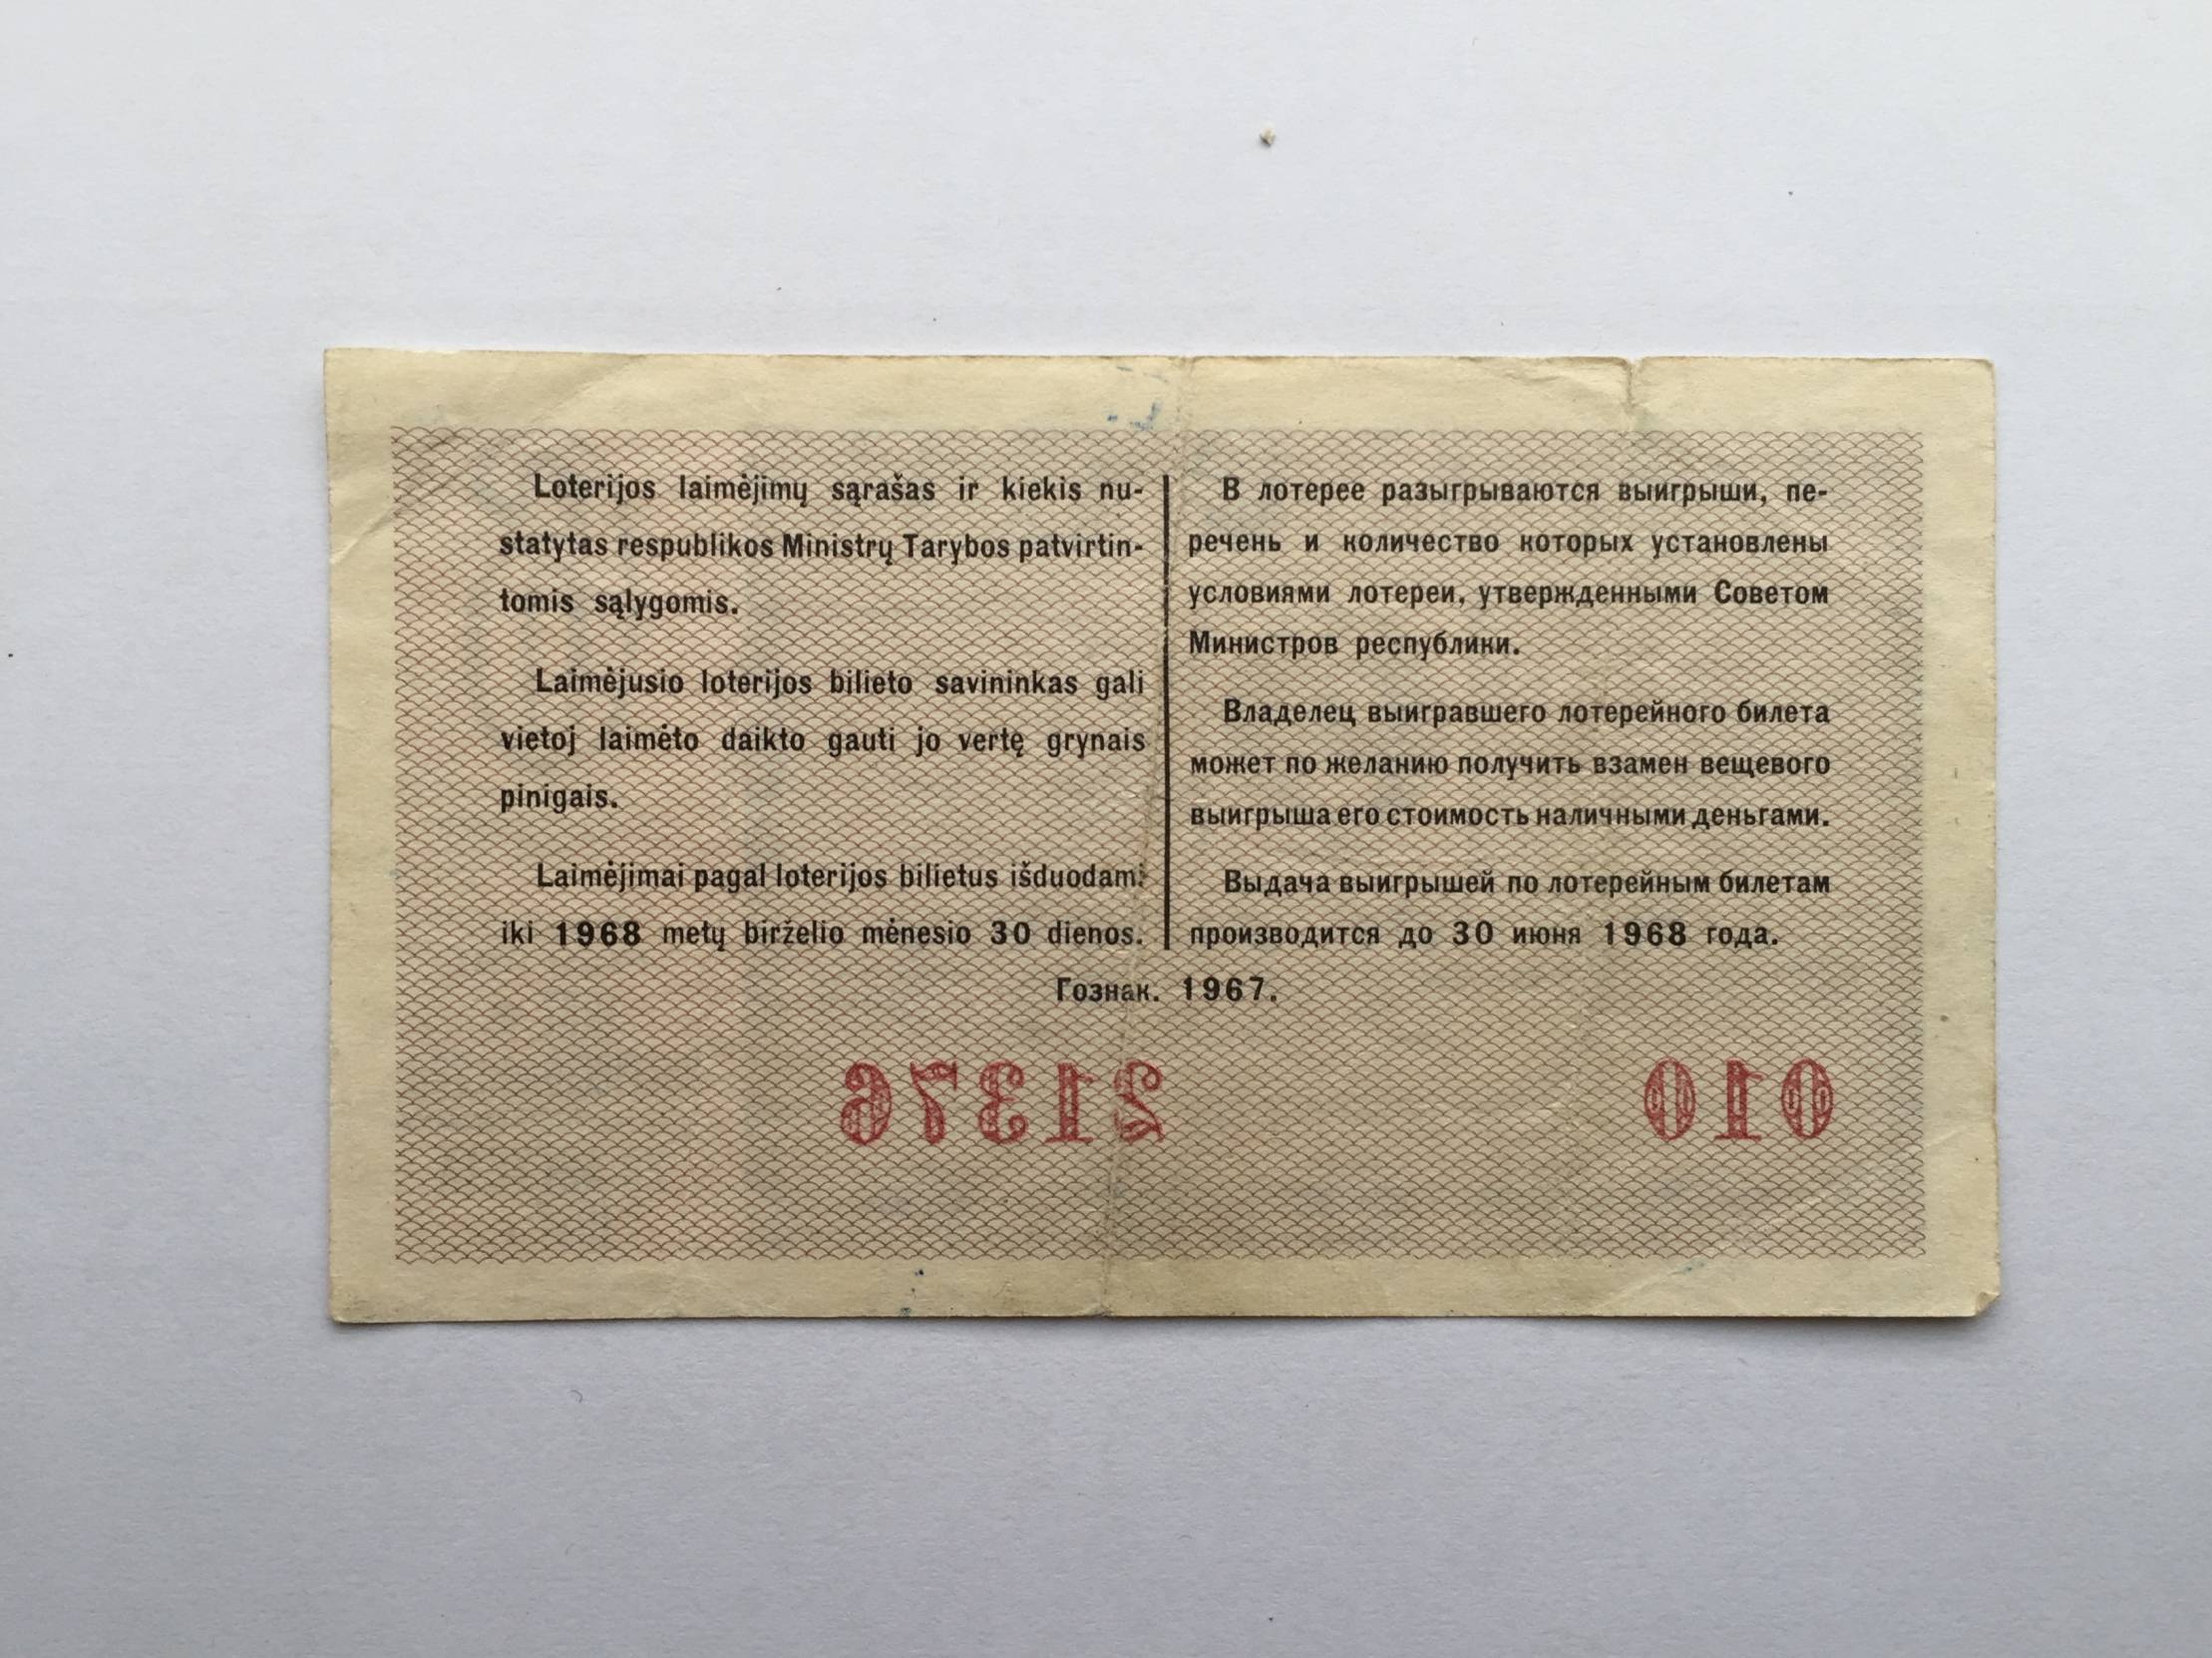 Loterijos laimėjimų sąrašas ir kiekis nu-
statytas respublikos Ministrų Tarybos patvirtin-
tomis sąlygomis.
Laimėjusio loterijos bilieto savininkas gali
vietoj laimėto daikto gauti jo vertę grynais
pinigais.
Laimėjimai pagal loterijos bilietus išduodami
iki 1968 metų birželio mėnesio 30 dienos.
В лотерее разыгрываются выигрыши, пе-
речень и количество которых установлены
условиями лотереи, утвержденными Советом
Министров республики.
Владелец выигравшего лотерейного билета
может по желанию получить взамен вещевого
выигрыша его стоимость наличными деньгами.
Выдача выигрышей по лотерейным билетам
производится до 30 июня 1968 года.
Гознак. 1967.
21376
010